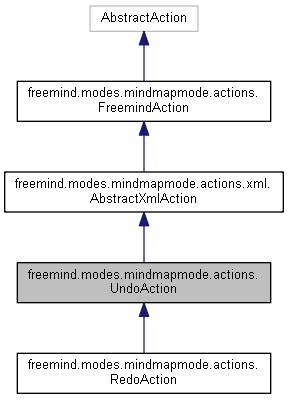 AbstractAction
freemind.modes.mindmapmode.actions.
FreemindAction
freemind.modes.mindmapmode.actions.xml.
AbstractXmlAction
freemind.modes.mindmapmode.actions.
UndoAction
freemind.modes.mindmapmode.actions.
RedoAction